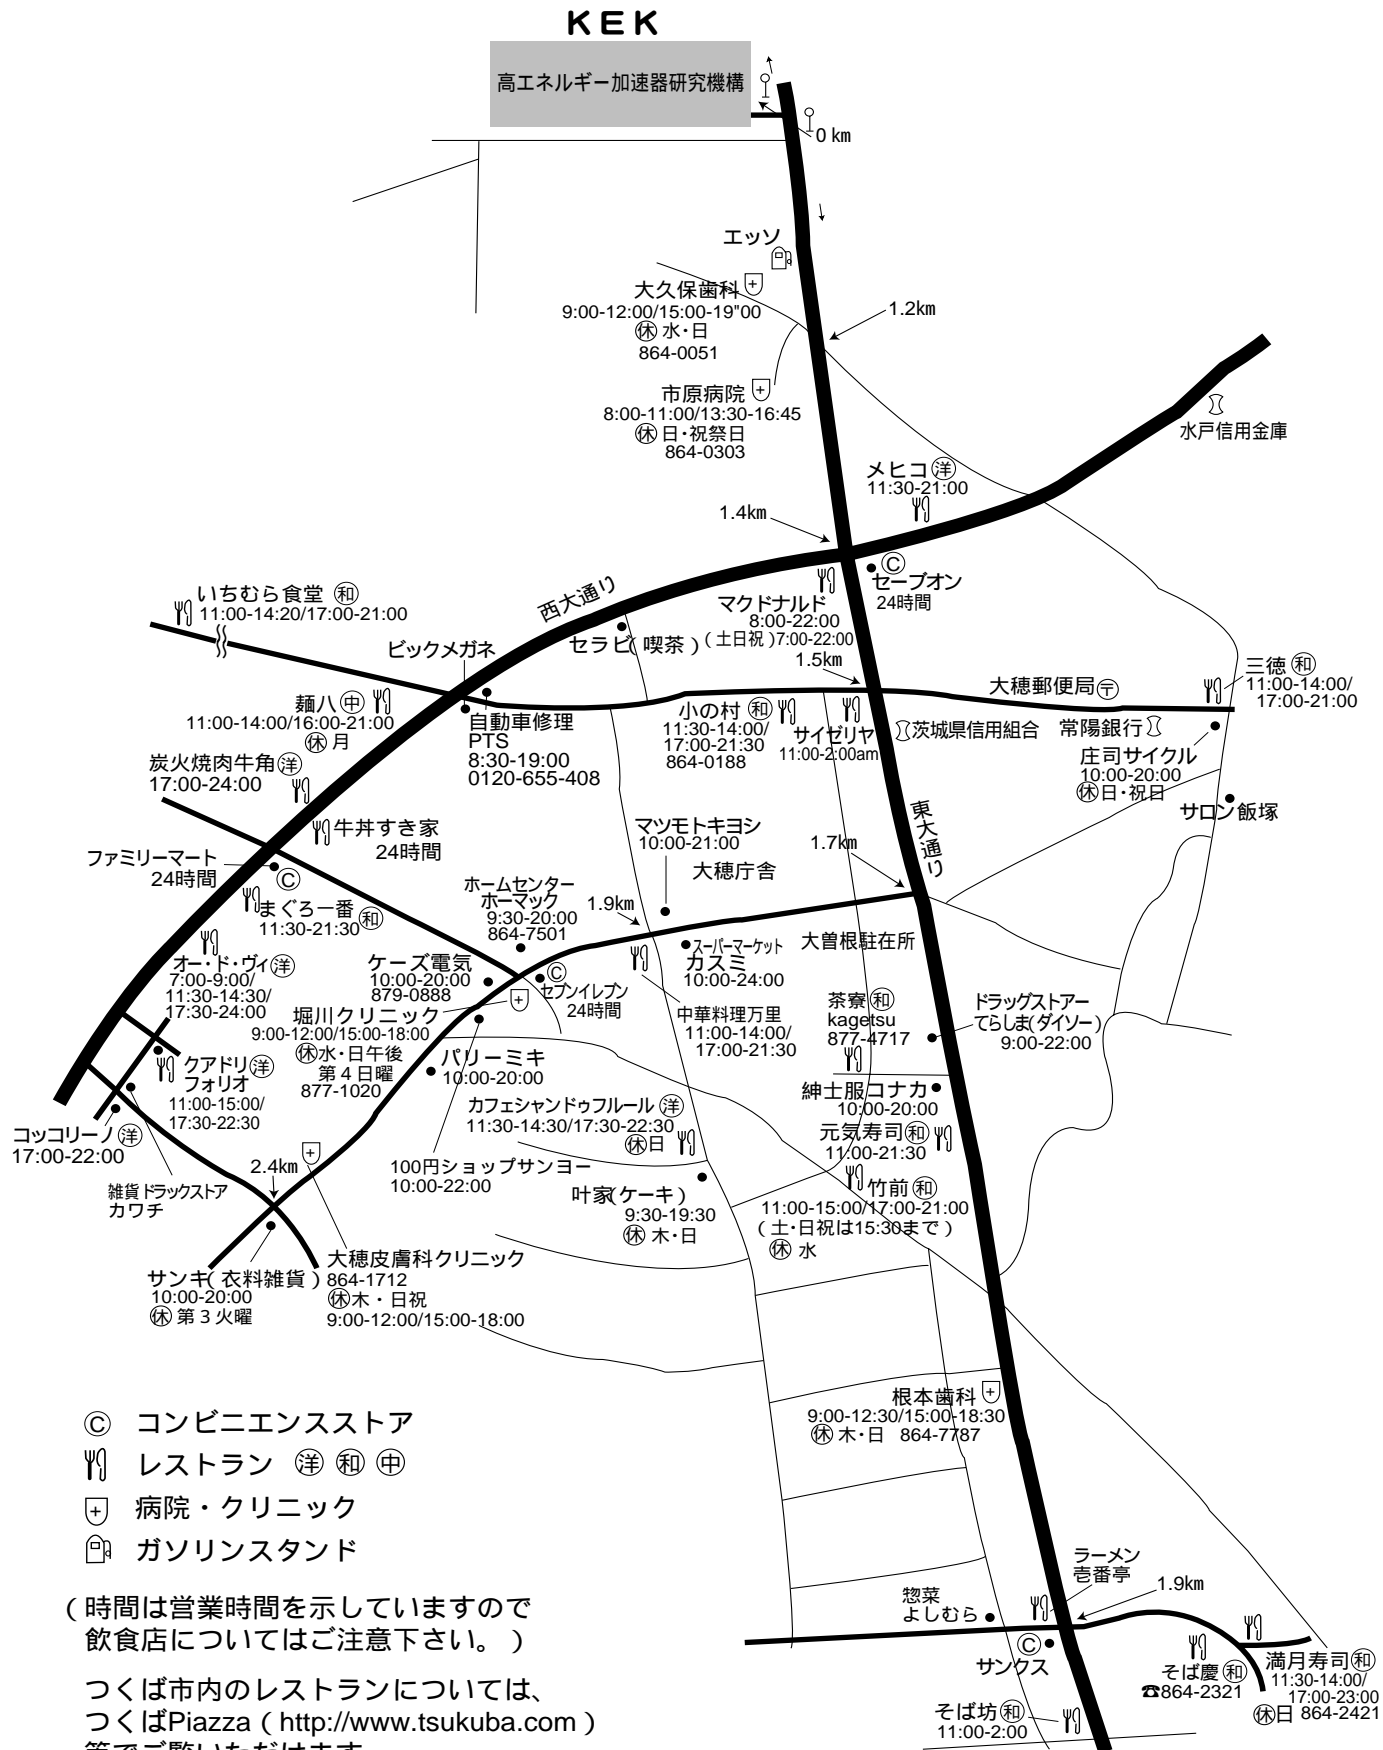 KEK
高エネルギー加速器研究機構
0 km
エッソ
大久保歯科
9:00-12:00/15:00-19"00
休 水・日
864-0051
1.2km
市原病院
8:00-11:00/13:30-16:45
休 日・祝祭日
864-0303
水戸信用金庫
メヒコ 洋
11:30-21:00
1.4km
C
セーブオン
24時間
西大通り
マクドナルド
8:00-22:00
(土日祝)7:00-22:00
いちむら食堂 和
11:00-14:20/17:00-21:00
ビックメガネ
セラビ(喫茶)
1.5km
大穂郵便局〒
三徳 和
11:00-14:00/
17:00-21:00
麺八 中
11:00-14:00/16:00-21:00
休 月
自動車修理
PTS
8:30-19:00
0120-655-408
小の村 和
11:30-14:00/
17:00-21:30
864-0188
サイゼリヤ
11:00-2:00am
茨城県信用組合
常陽銀行
庄司サイクル
10:00-20:00
休日・祝日
サロン飯塚
炭火焼肉牛角 洋
17:00-24:00
牛丼すき家
24時間
マツモトキヨシ
10:00-21:00
大穂庁舎
東大通り
1.7km
ファミリーマート
24時間
C
まぐろ一番 和
11:30-21:30
ホームセンター
ホーマック
9:30-20:00
864-7501
1.9km
スーパーマーケット
カスミ
10:00-24:00
大曽根駐在所
オー・ド・ヴィ 洋
7:00-9:00/
11:30-14:30/
17:30-24:00
ケーズ電気
10:00-20:00
879-0888
C
セブンイレブン
24時間
中華料理万里
11:00-14:00/
17:00-21:30
茶寮 和
kagetsu
877-4717
ドラッグストアー
てらしま(ダイソー)
9:00-22:00
堀川クリニック
9:00-12:00/15:00-18:00
休 水・日午後
第4日曜
877-1020
パリーミキ
10:00-20:00
クアドリ 洋
フォリオ
11:00-15:00/
17:30-22:30
紳士服コナカ
10:00-20:00
カフェシャンドゥフルール 洋
11:30-14:30/17:30-22:30
休日
元気寿司 和
11:00-21:30
コッコリーノ 洋
17:00-22:00
2.4km
100円ショップサンヨー
10:00-22:00
雑貨 ドラックストア
カワチ
叶家(ケーキ)
9:30-19:30
休 木・日
竹前 和
11:00-15:00/17:00-21:00
(土・日祝は15:30まで)
休 水
サンキ(衣料雑貨)
10:00-20:00
休 第3火曜
大穂皮膚科クリニック
864-1712
休 木・日祝
9:00-12:00/15:00-18:00
根本歯科
9:00-12:30/15:00-18:30
休 木・日 864-7787
C コンビニエンスストア
レストラン 洋 和 中
病院・クリニック
ガソリンスタンド
(時間は営業時間を示していますので
飲食店についてはご注意下さい。)
つくば市内のレストランについては、
つくばPiazza(http://www.tsukuba.com)
等でご覧いただけます
ラーメン
壱番亭
1.9km
惣菜
よしむら
C
サンクス
そば慶 和
☎864-2321
満月寿司 和
11:30-14:00/
17:00-23:00
休日 864-2421
そば坊 和
11:00-2:00